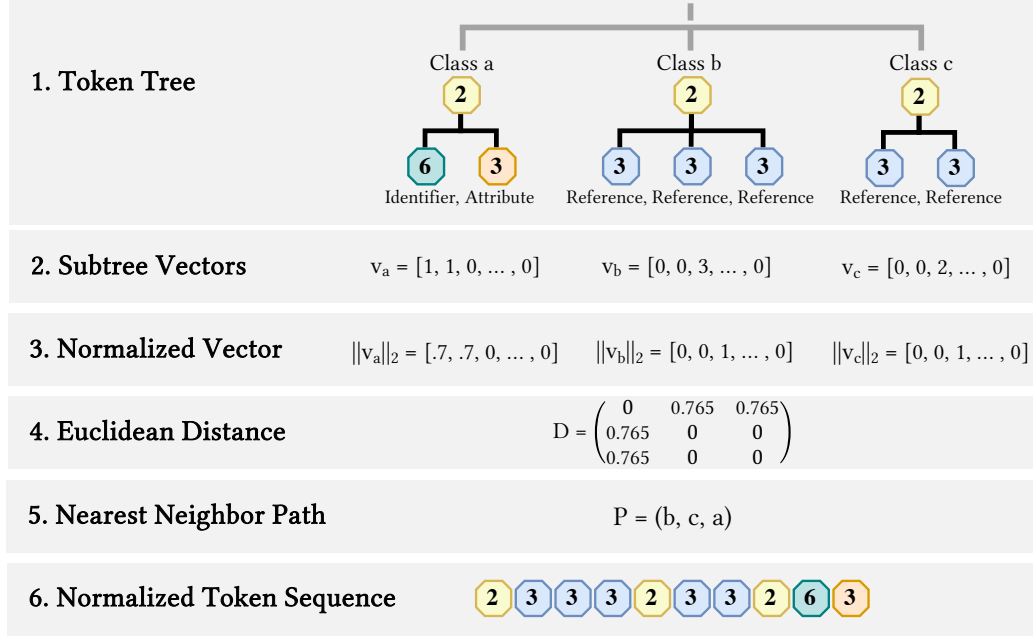 Class a Class b Class c
1. Token Tree
2 2 2
6 3 3 3 3 3 3
Identifier, Attribute Reference, Reference, Reference Reference, Reference
2. Subtree Vectors vₐ = [1, 1, 0, ... , 0] v_b = [0, 0, 3, ... , 0] v_c = [0, 0, 2, ... , 0]
3. Normalized Vector ||vₐ||₂ = [.7, .7, 0, ... , 0] ||v_b||₂ = [0, 0, 1, ... , 0] ||v_c||₂ = [0, 0, 1, ... , 0]
0 0.765 0.765
4. Euclidean Distance D = 0.765 0 0
0.765 0 0
5. Nearest Neighbor Path P = (b, c, a)
6. Normalized Token Sequence 2 3 3 3 2 3 3 2 6 3